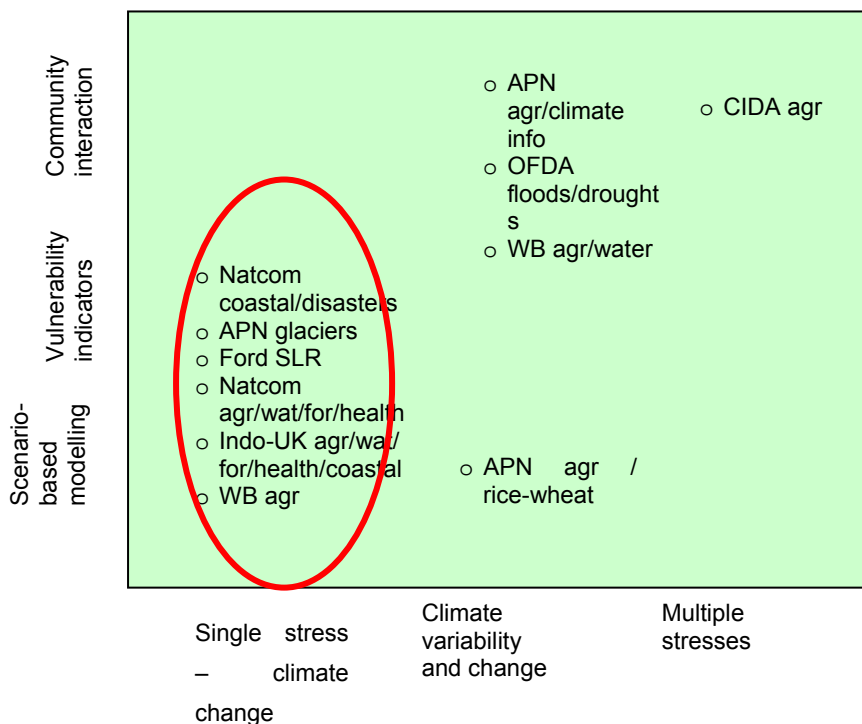 Community
interaction
Vulnerability
indicators
Scenario-
based
modelling
o APN
agr/climate
info
o OFDA
floods/drought
s
o WB agr/water
o CIDA agr
o Natcom
coastal/disasters
o APN glaciers
o Ford SLR
o Natcom
agr/wat/for/health
o Indo-UK agr/wat/
for/health/coastal
o WB agr
o APN agr /
rice-wheat
Single stress
– climate
change
Climate
variability
and change
Multiple
stresses